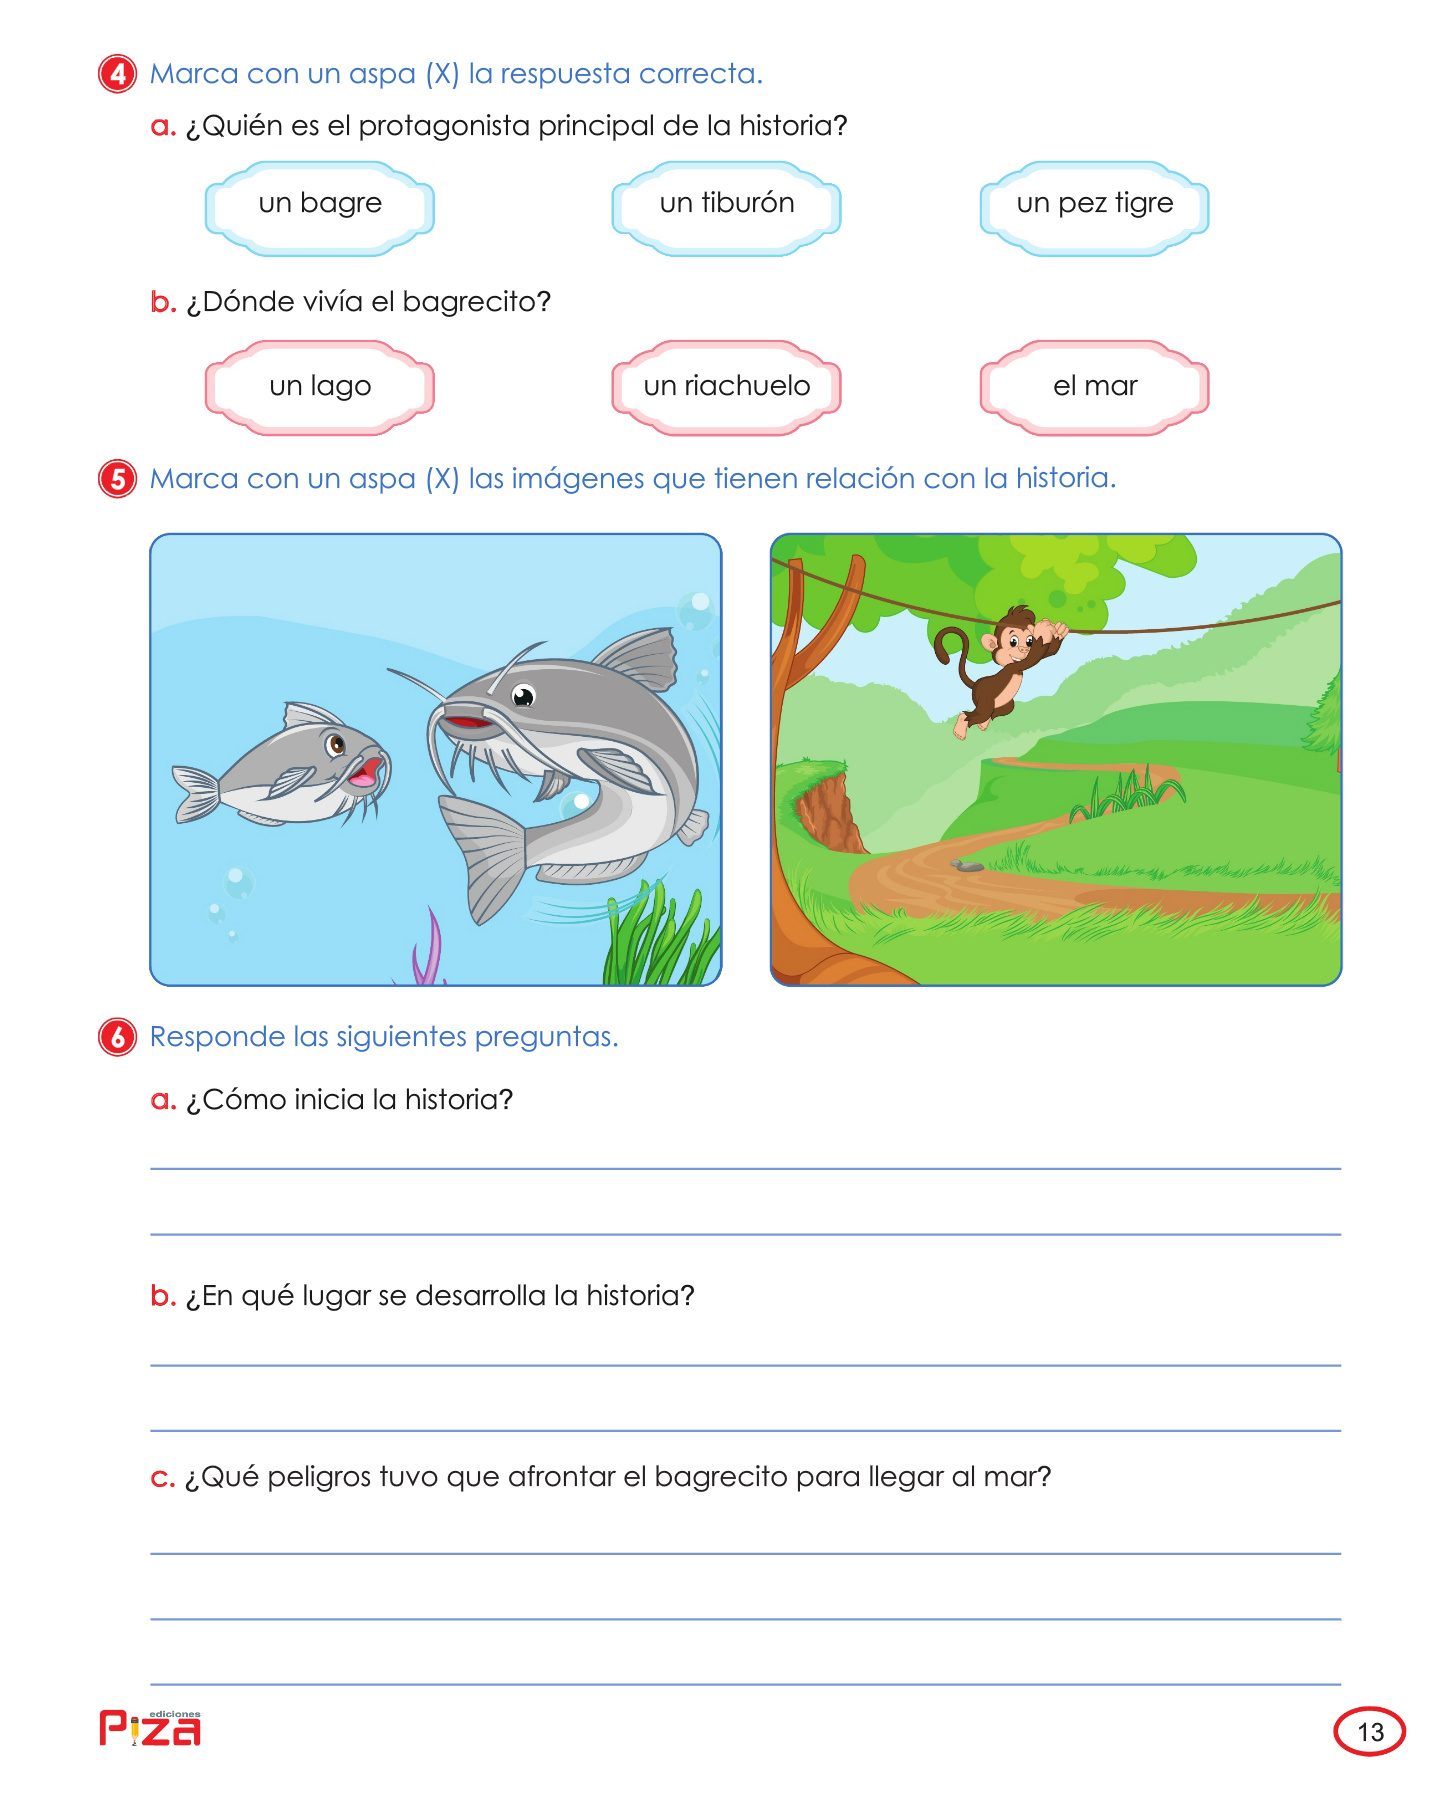 4 Marca con un aspa (X) la respuesta correcta.
a. ¿Quién es el protagonista principal de la historia?
un bagre un tiburón un pez tigre
b. ¿Dónde vivía el bagrecito?
un lago un riachuelo el mar
5 Marca con un aspa (X) las imágenes que tienen relación con la historia.
6 Responde las siguientes preguntas.
a. ¿Cómo inicia la historia?
b. ¿En qué lugar se desarrolla la historia?
c. ¿Qué peligros tuvo que afrontar el bagrecito para llegar al mar?
ediciones
Piza
13